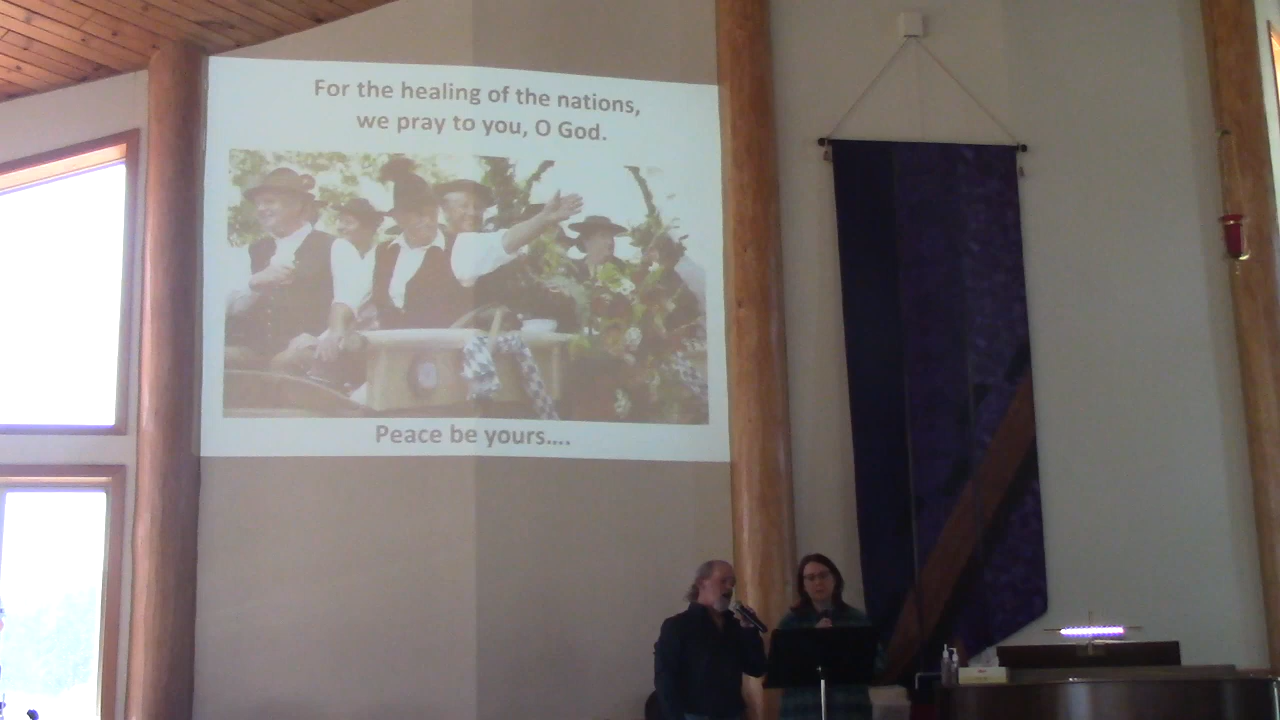 For the healing of the nations,
we pray to you, O God.
Peace be yours....